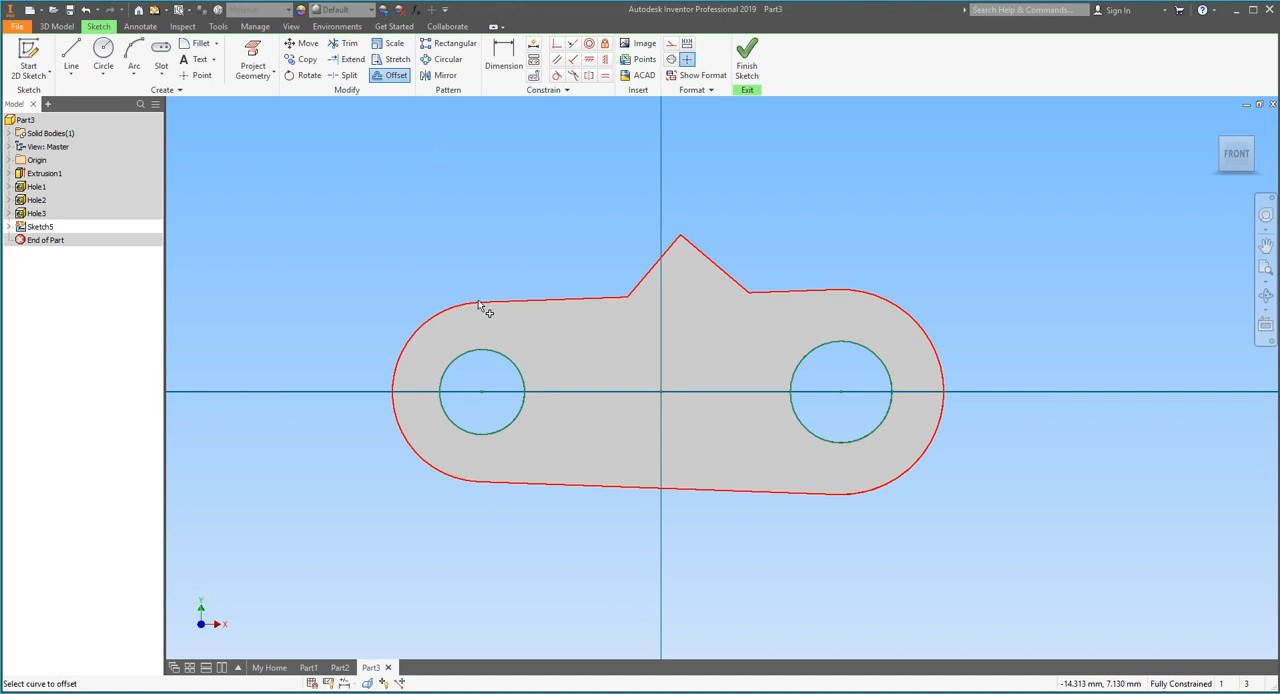 Default
Autodesk Inventor Professional 2019 Part3
Search Help & Commands...
Sign In
File 3D Model Sketch Annotate Inspect Tools Manage View Environments Get Started Collaborate
Start
2D Sketch
Line
Circle
Arc
Slot
Fillet
Text
Point
Project
Geometry
Move
Copy
Rotate
Trim
Extend
Split
Scale
Stretch
Offset
Rectangular
Circular
Mirror
Dimension
Image
Points
ACAD
Show Format
Finish
Sketch
Sketch Create Modify Pattern Constrain Insert Format Exit
Model
Part3
Solid Bodies(1)
View: Master
Origin
Extrusion1
Hole1
Hole2
Hole3
Sketch5
End of Part
FRONT
Y
X
My Home Part1 Part2 Part3
Select curve to offset
-14.313 mm, 7.130 mm Fully Constrained 1 3